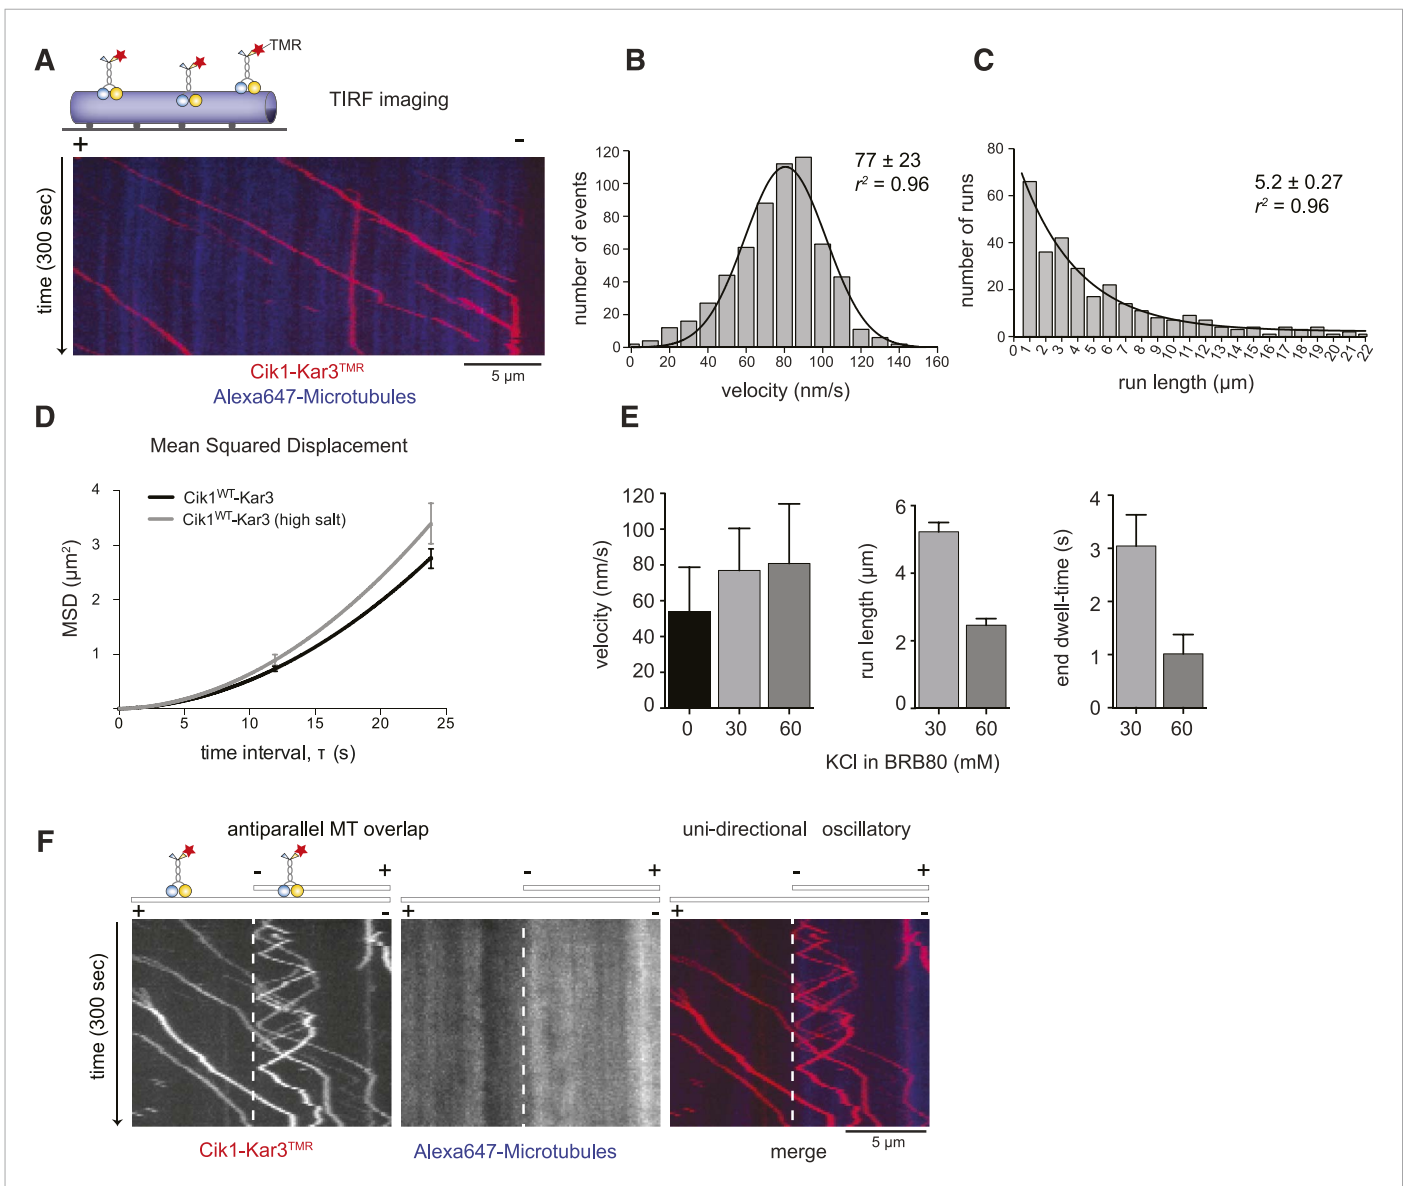 A
TMR
TIRF imaging
+
-
time (300 sec)
Cik1-Kar3TMR
5 µm
Alexa647-Microtubules
B
120
100
80
60
40
20
0
number of events
77 ± 23
r2 = 0.96
0 20 40 60 80 100 120 140 160
velocity (nm/s)
C
80
60
40
20
0
number of runs
5.2 ± 0.27
r2 = 0.96
0 1 2 3 4 5 6 7 8 9 10 11 12 13 14 15 16 17 18 19 20 21 22
run length (µm)
D
Mean Squared Displacement
4
3
2
1
MSD (µm2)
Cik1WT-Kar3
Cik1WT-Kar3 (high salt)
0 5 10 15 20 25
time interval, τ (s)
E
120
100
80
60
40
20
0
velocity (nm/s)
0 30 60
6
4
2
0
run length (µm)
30 60
4
3
2
1
0
end dwell-time (s)
30 60
KCl in BRB80 (mM)
F
antiparallel MT overlap
uni-directional oscillatory
- +
+ -
- +
+ -
- +
+ -
time (300 sec)
Cik1-Kar3TMR
Alexa647-Microtubules
merge
5 µm